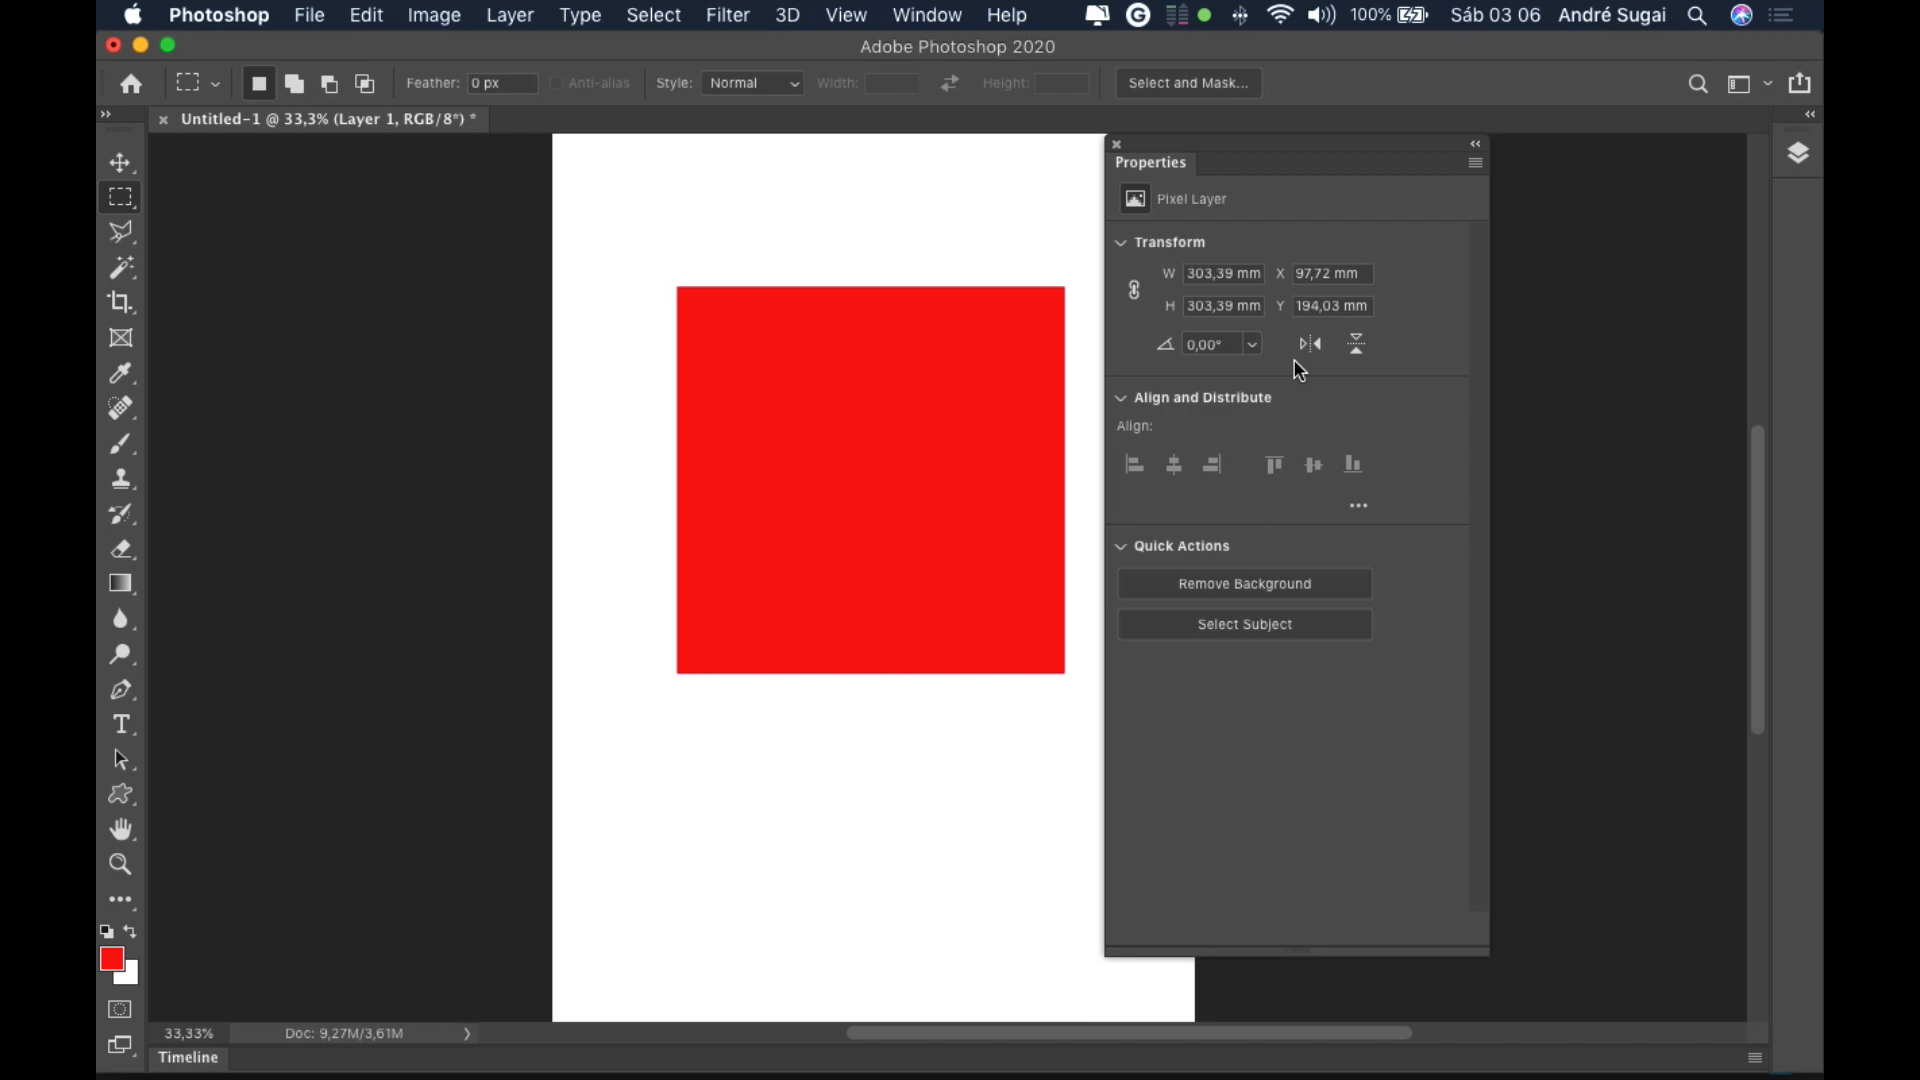 Photoshop File Edit Image Layer Type Select Filter 3D View Window Help 100% Sáb 03 06 André Sugai
Adobe Photoshop 2020
Feather: 0 px Anti-alias Style: Normal Width: Height: Select and Mask...
Untitled-1 @ 33,3% (Layer 1, RGB/8*) *
Properties
Pixel Layer
Transform
W 303,39 mm X 97,72 mm
H 303,39 mm Y 194,03 mm
0,00°
Align and Distribute
Align:
Quick Actions
Remove Background
Select Subject
33,33% Doc: 9,27M/3,61M
Timeline